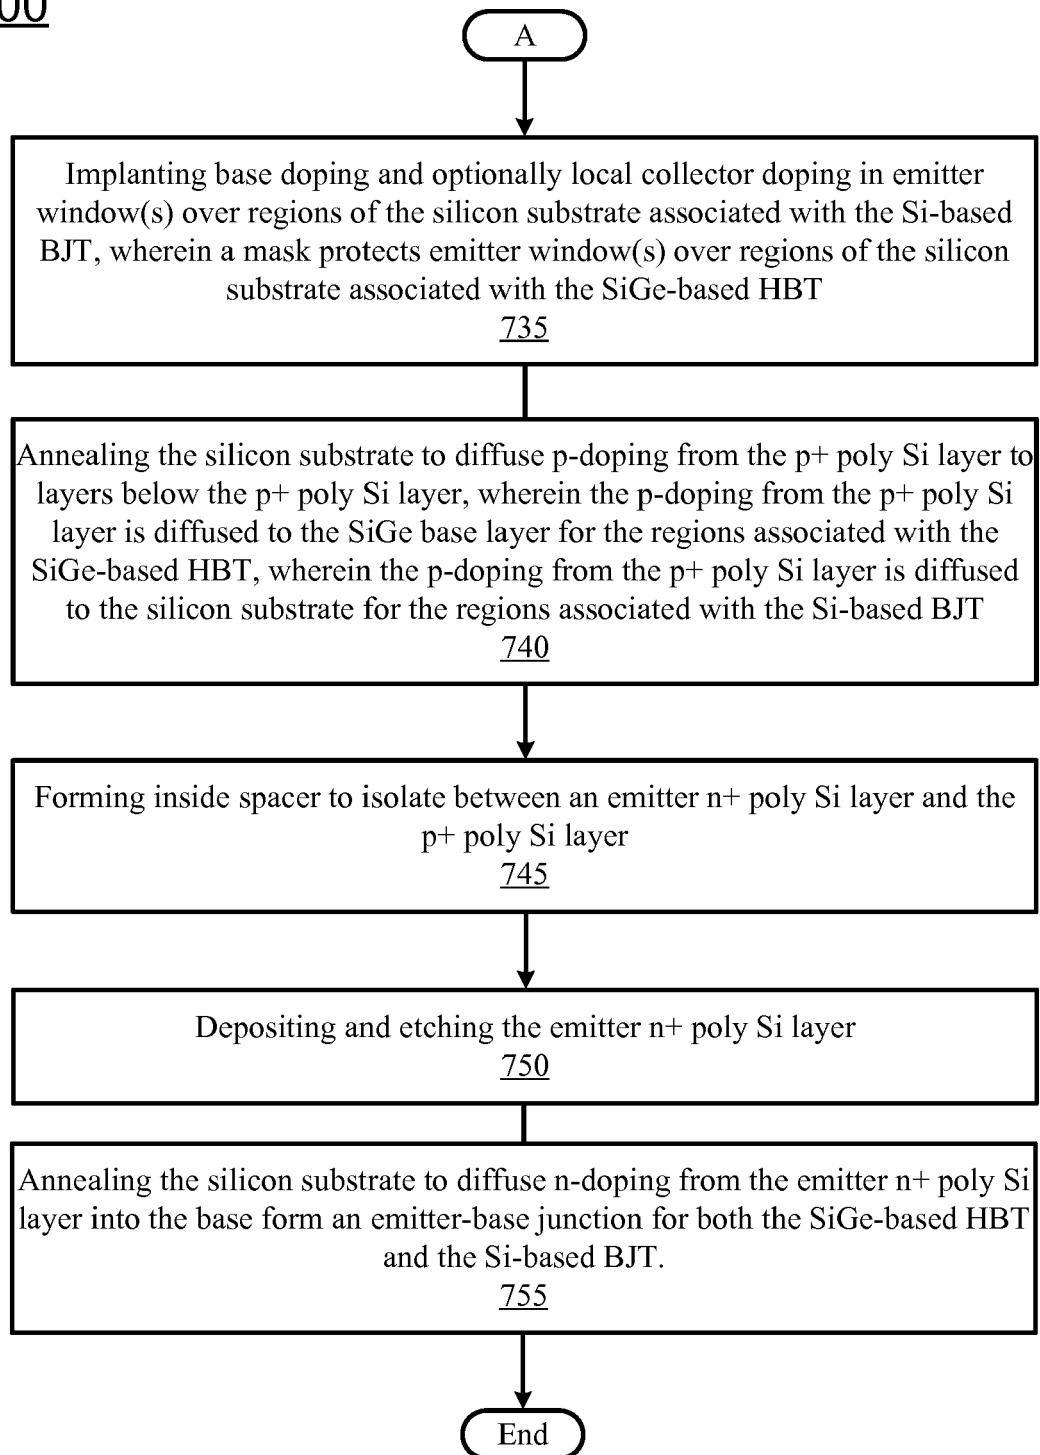 00
A
Implanting base doping and optionally local collector doping in emitter
window(s) over regions of the silicon substrate associated with the Si-based
BJT, wherein a mask protects emitter window(s) over regions of the silicon
substrate associated with the SiGe-based HBT
735
Annealing the silicon substrate to diffuse p-doping from the p+ poly Si layer to
layers below the p+ poly Si layer, wherein the p-doping from the p+ poly Si
layer is diffused to the SiGe base layer for the regions associated with the
SiGe-based HBT, wherein the p-doping from the p+ poly Si layer is diffused
to the silicon substrate for the regions associated with the Si-based BJT
740
Forming inside spacer to isolate between an emitter n+ poly Si layer and the
p+ poly Si layer
745
Depositing and etching the emitter n+ poly Si layer
750
Annealing the silicon substrate to diffuse n-doping from the emitter n+ poly Si
layer into the base form an emitter-base junction for both the SiGe-based HBT
and the Si-based BJT.
755
End